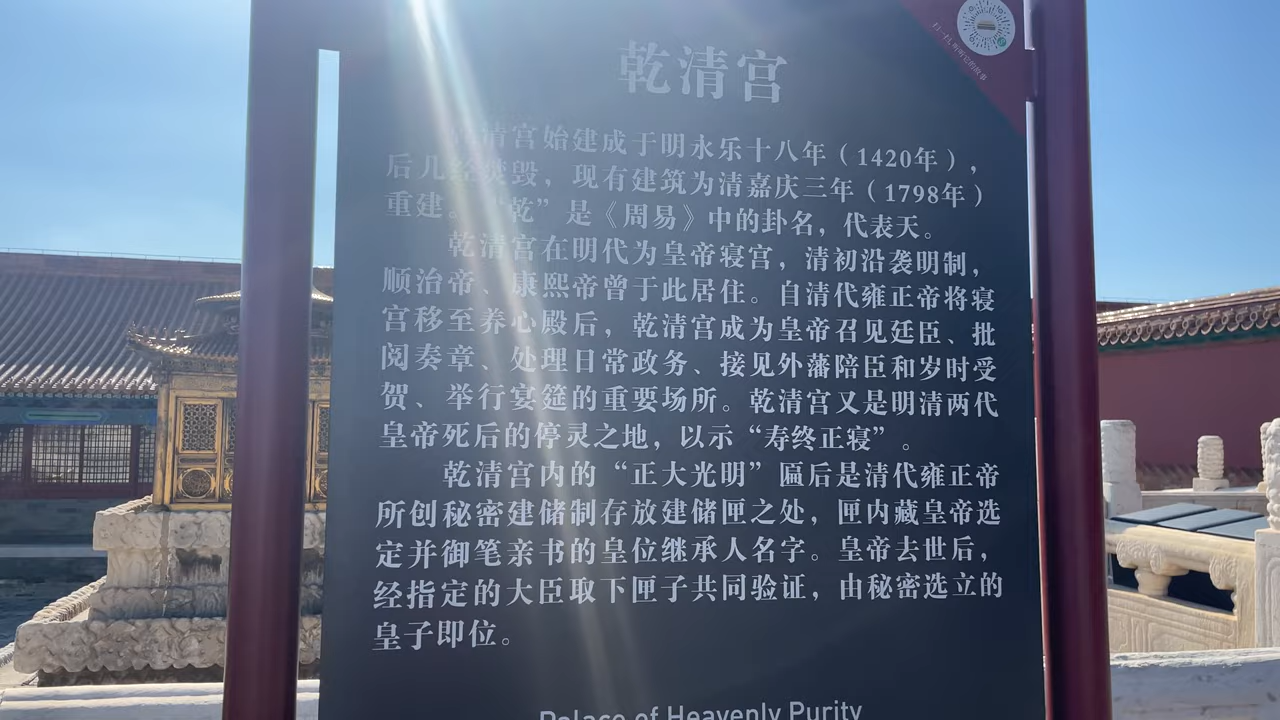 扫一扫,听听它的故事
乾清宫
乾清宫始建成于明永乐十八年（1420年），
后几经焚毁，现有建筑为清嘉庆三年（1798年）
重建。“乾”是《周易》中的卦名，代表天。
乾清宫在明代为皇帝寝宫，清初沿袭明制，
顺治帝、康熙帝曾于此居住。自清代雍正帝将寝
宫移至养心殿后，乾清宫成为皇帝召见廷臣、批
阅奏章、处理日常政务、接见外藩陪臣和岁时受
贺、举行宴筵的重要场所。乾清宫又是明清两代
皇帝死后的停灵之地，以示“寿终正寝”。
乾清宫内的“正大光明”匾后是清代雍正帝
所创秘密建储制存放建储匣之处，匣内藏皇帝选
定并御笔亲书的皇位继承人名字。皇帝去世后，
经指定的大臣取下匣子共同验证，由秘密选立的
皇子即位。
Palace of Heavenly Purity